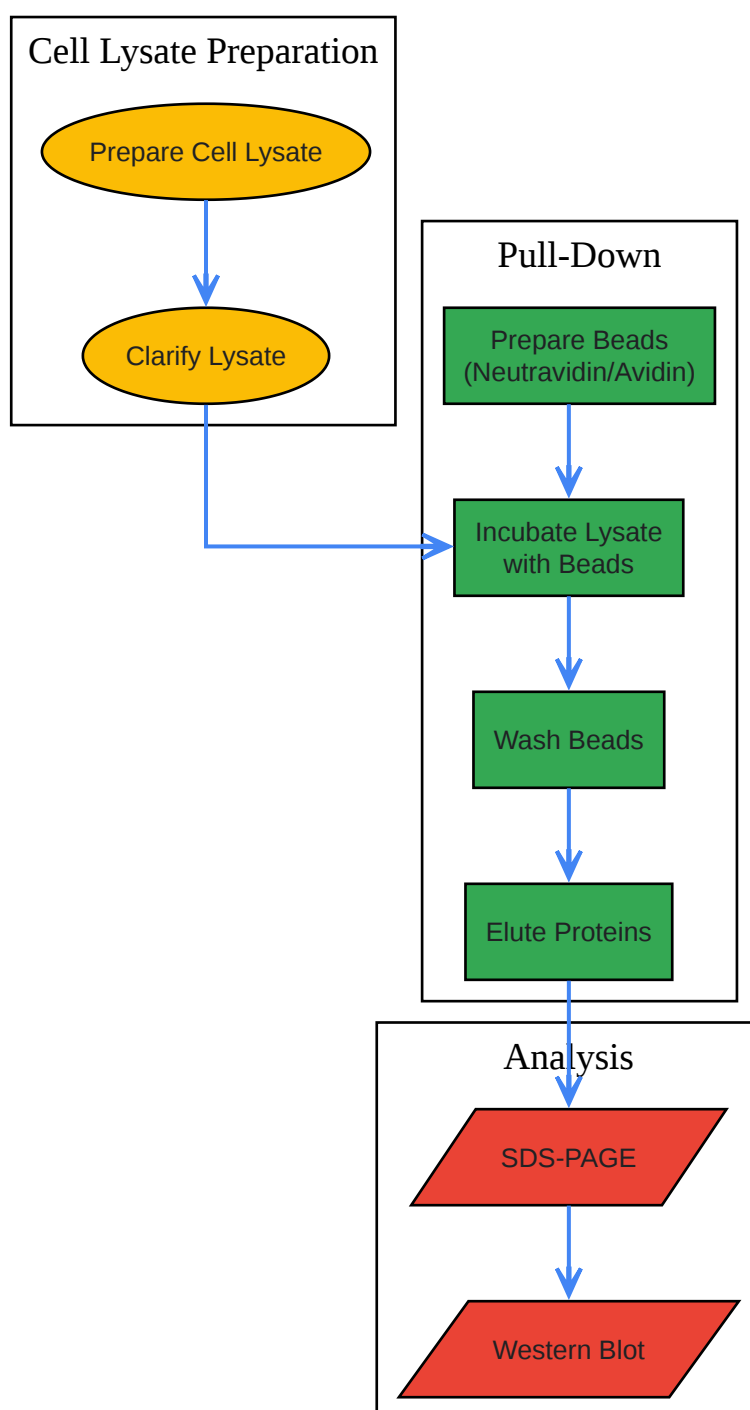 Cell Lysate Preparation
Prepare Cell Lysate
Clarify Lysate
Pull-Down
Prepare Beads
(Neutravidin/Avidin)
Incubate Lysate
with Beads
Wash Beads
Elute Proteins
Analysis
SDS-PAGE
Western Blot